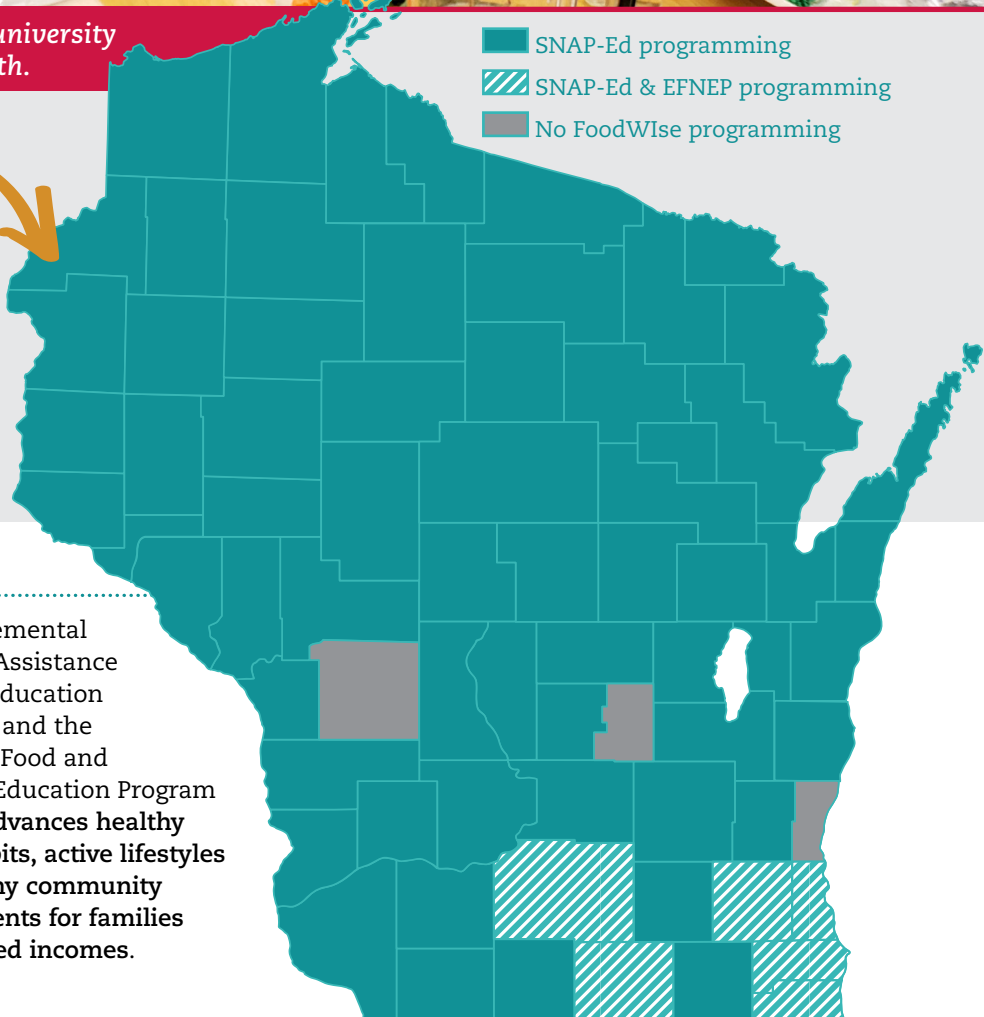 university
th.
SNAP-Ed programming
SNAP-Ed & EFNEP programming
No FoodWIse programming
emental
Assistance
ducation
and the
Food and
Education Program
dvances healthy
bits, active lifestyles
ny community
ents for families
ed incomes.